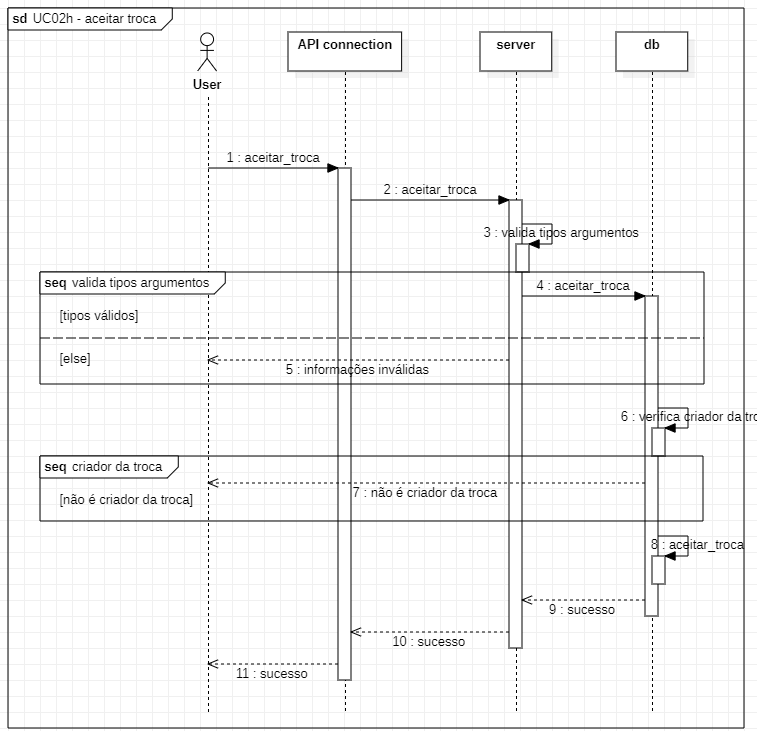 sd UC02h - aceitar troca
API connection
server
db
User
1 : aceitar_troca
2 : aceitar_troca
3 : valida tipos argumentos
seq valida tipos argumentos
4 : aceitar_troca
[tipos válidos]
[else]
5 : informações inválidas
6 : verifica criador da tro
seq criador da troca
7 : não é criador da troca
[não é criador da troca]
8 : aceitar_troca
9 : sucesso
10 : sucesso
11 : sucesso